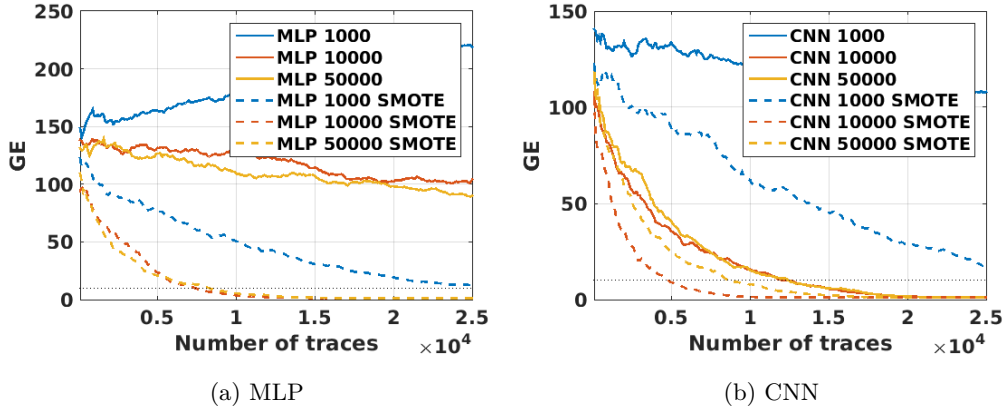 250
200
150
100
50
0
GE
MLP 1000
MLP 10000
MLP 50000
MLP 1000 SMOTE
MLP 10000 SMOTE
MLP 50000 SMOTE
0.5 1 1.5 2 2.5
Number of traces ×10^4
(a) MLP
150
100
50
0
GE
CNN 1000
CNN 10000
CNN 50000
CNN 1000 SMOTE
CNN 10000 SMOTE
CNN 50000 SMOTE
0.5 1 1.5 2 2.5
Number of traces ×10^4
(b) CNN